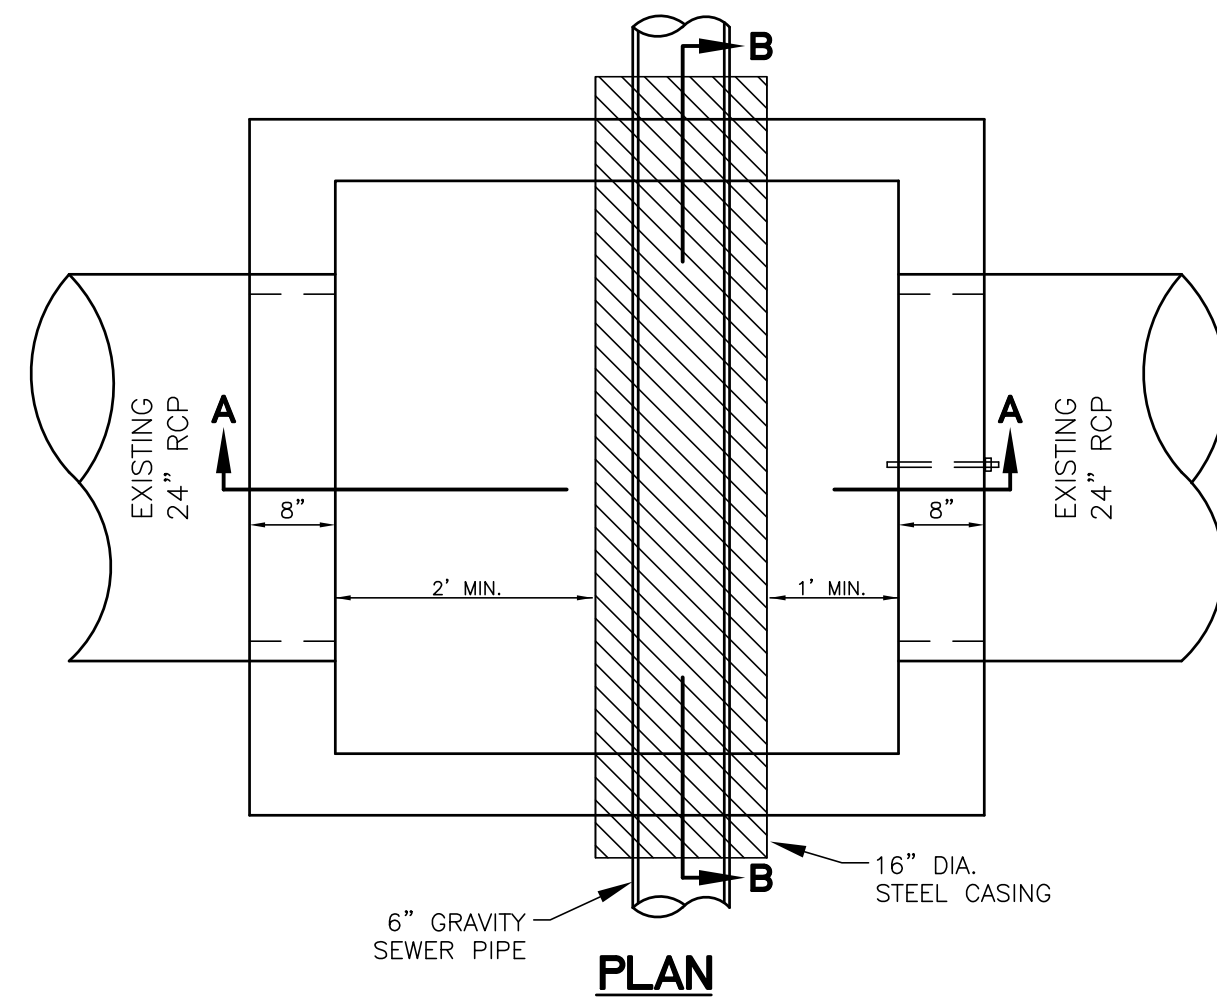 B
EXISTING
24" RCP
A
A
EXISTING
24" RCP
8"
8"
2' MIN.
1' MIN.
B
16" DIA.
STEEL CASING
6" GRAVITY
SEWER PIPE
PLAN